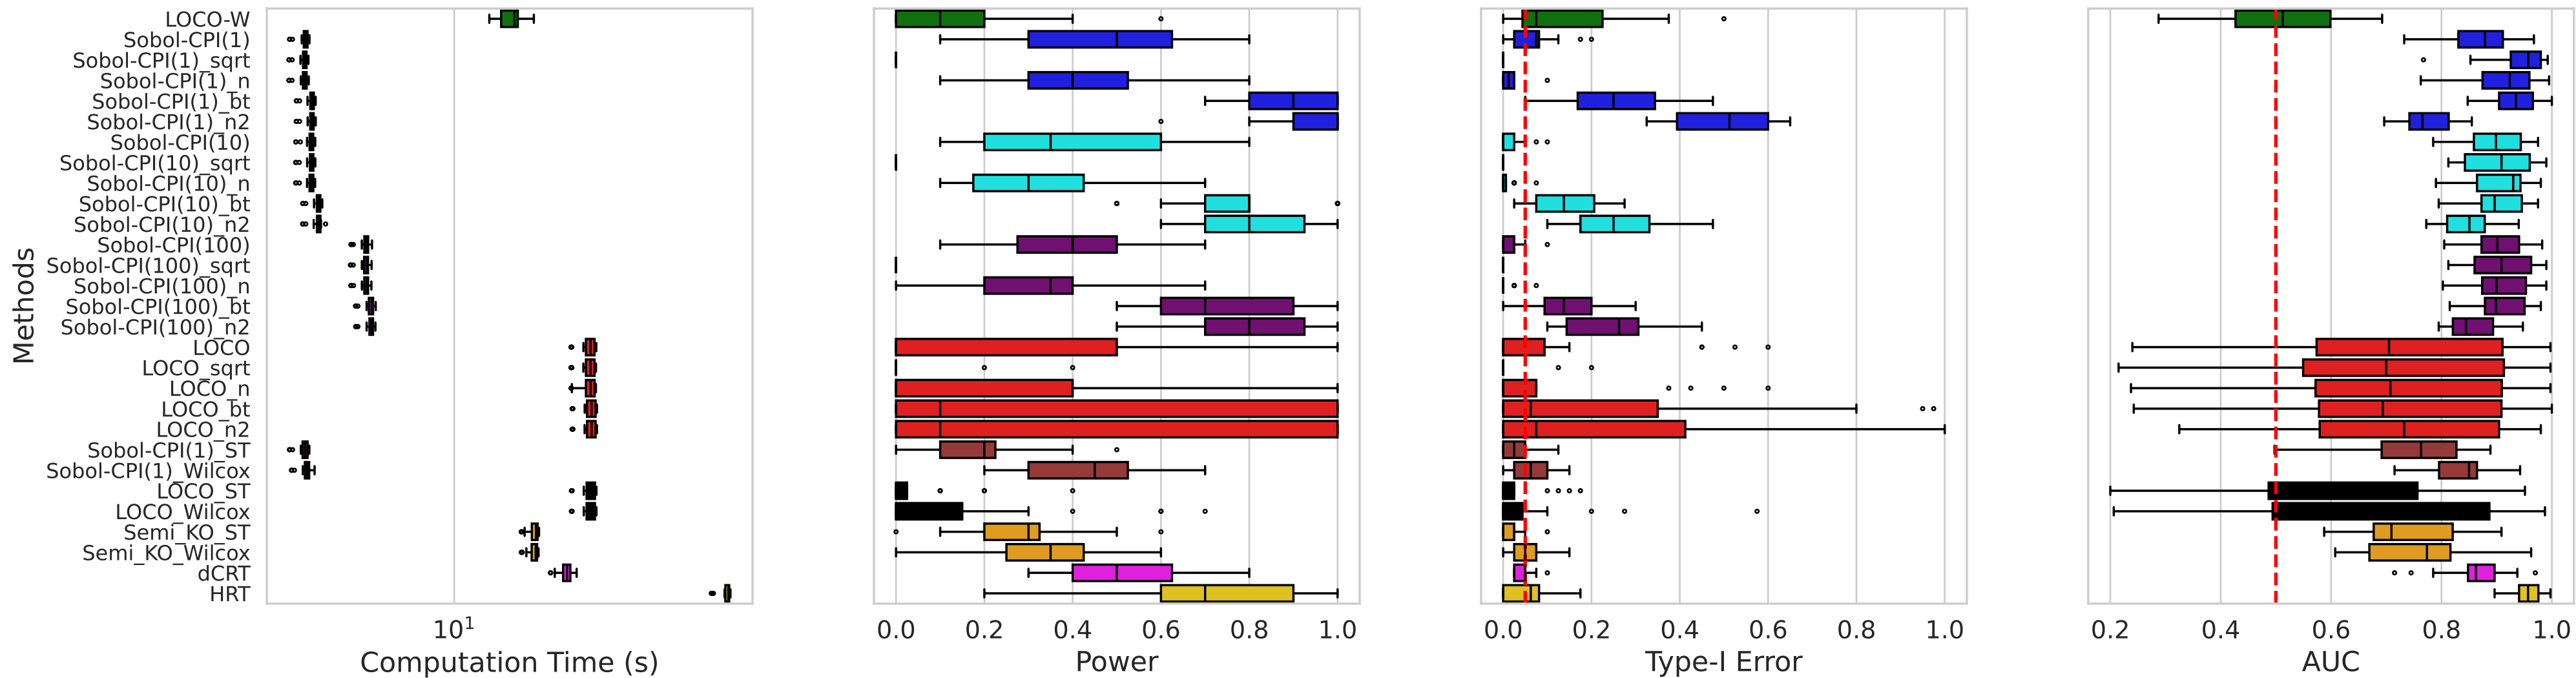 Methods
LOCO-W
Sobol-CPI(1)
Sobol-CPI(1)_sqrt
Sobol-CPI(1)_n
Sobol-CPI(1)_bt
Sobol-CPI(1)_n2
Sobol-CPI(10)
Sobol-CPI(10)_sqrt
Sobol-CPI(10)_n
Sobol-CPI(10)_bt
Sobol-CPI(10)_n2
Sobol-CPI(100)
Sobol-CPI(100)_sqrt
Sobol-CPI(100)_n
Sobol-CPI(100)_bt
Sobol-CPI(100)_n2
LOCO
LOCO_sqrt
LOCO_n
LOCO_bt
LOCO_n2
Sobol-CPI(1)_ST
Sobol-CPI(1)_Wilcox
LOCO_ST
LOCO_Wilcox
Semi_KO_ST
Semi_KO_Wilcox
dCRT
HRT
10¹
Computation Time (s)
0.0 0.2 0.4 0.6 0.8 1.0
Power
0.0 0.2 0.4 0.6 0.8 1.0
Type-I Error
0.2 0.4 0.6 0.8 1.0
AUC